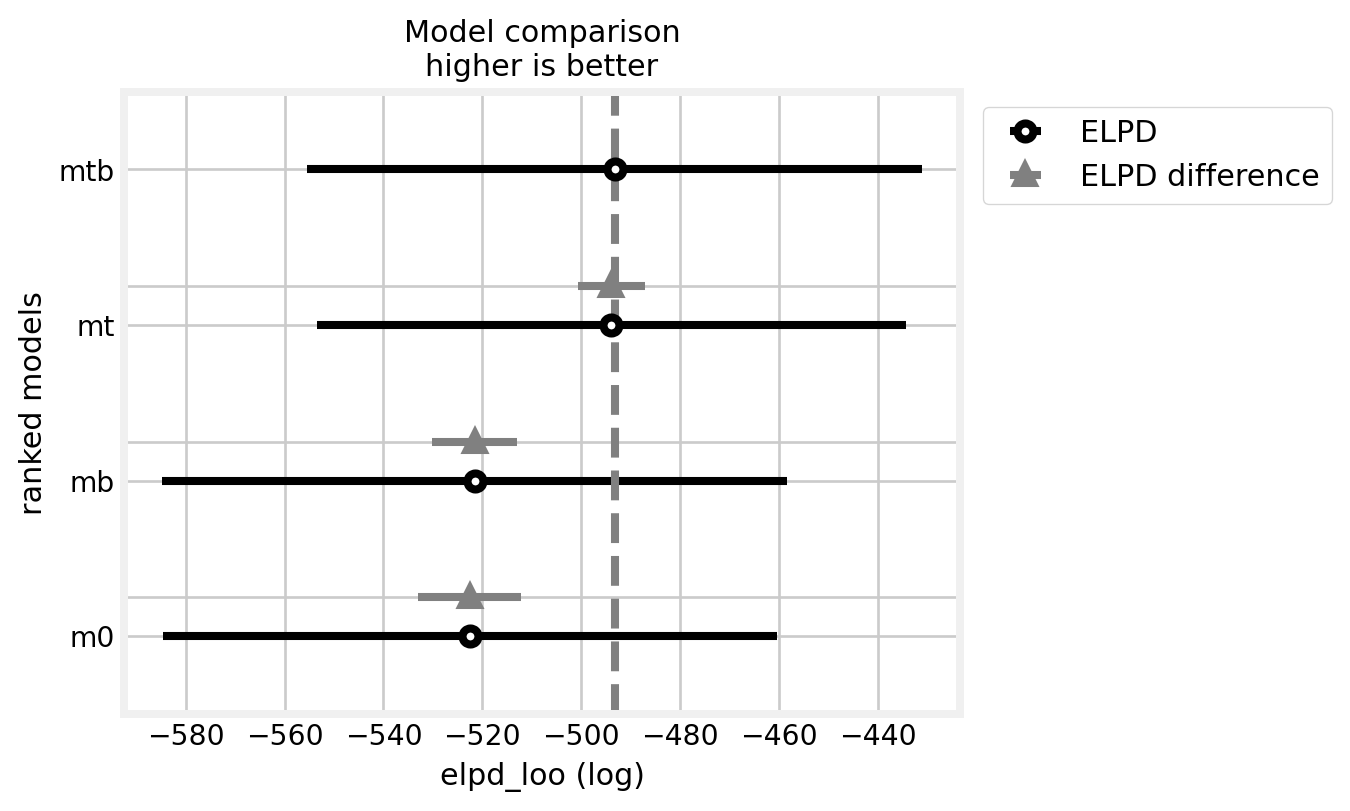 Model comparison
higher is better
ELPD
ELPD difference
ranked models
mtb
mt
mb
m0
−580 −560 −540 −520 −500 −480 −460 −440
elpd_loo (log)